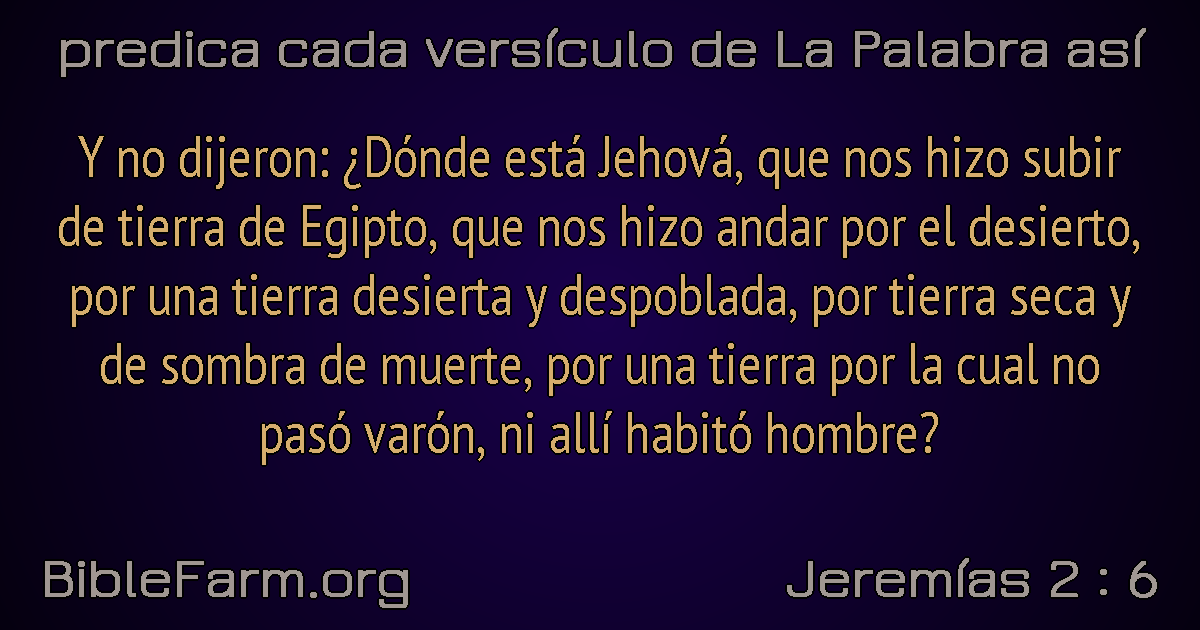 predica cada versículo de La Palabra así
Y no dijeron: ¿Dónde está Jehová, que nos hizo subir
de tierra de Egipto, que nos hizo andar por el desierto,
por una tierra desierta y despoblada, por tierra seca y
de sombra de muerte, por una tierra por la cual no
pasó varón, ni allí habitó hombre?
BibleFarm.org
Jeremías 2 : 6